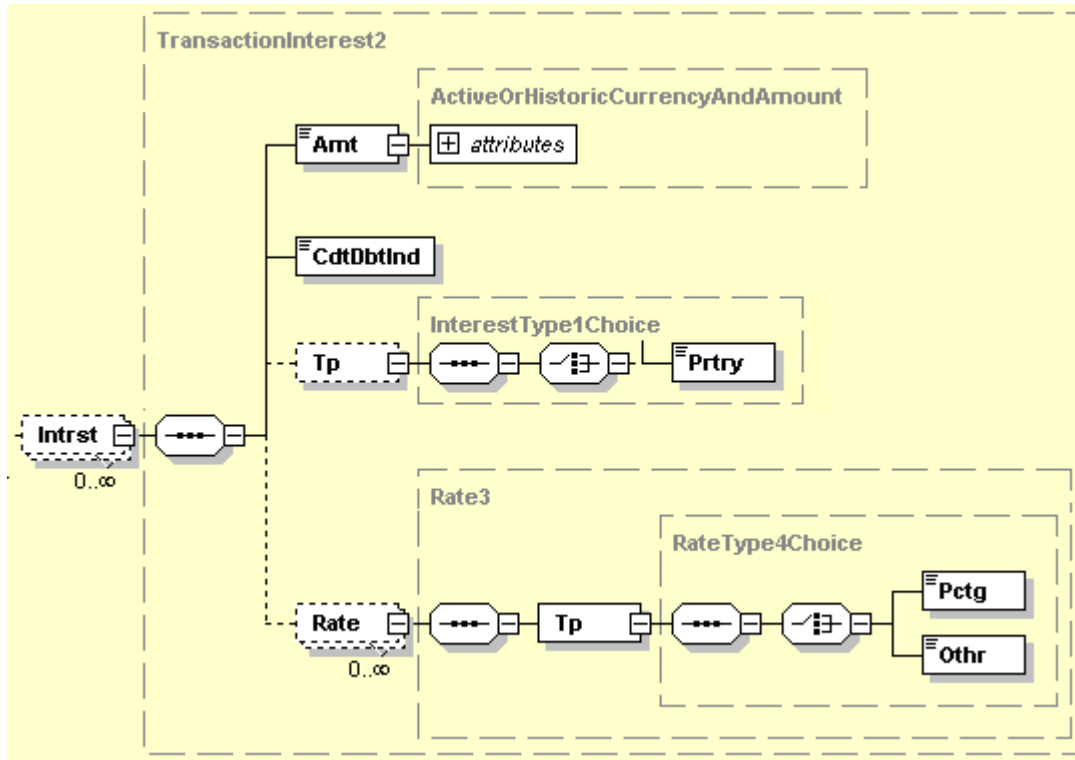 TransactionInterest2
ActiveOrHistoricCurrencyAndAmount
Amt
attributes
CdtDbtInd
InterestType1Choice
Tp
Prtry
Intrst
0..∞
Rate3
RateType4Choice
Pctg
Rate
Tp
Othr
0..∞